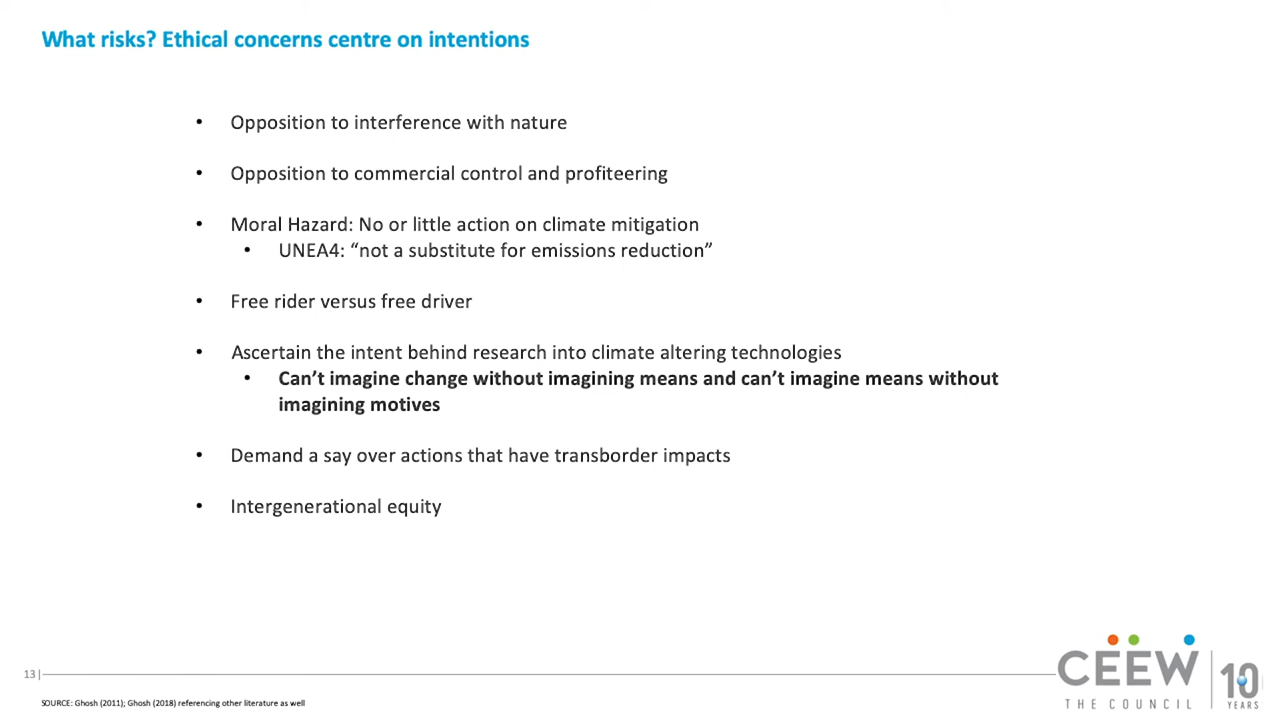 What risks? Ethical concerns centre on intentions
• Opposition to interference with nature
• Opposition to commercial control and profiteering
• Moral Hazard: No or little action on climate mitigation
• UNEA4: “not a substitute for emissions reduction”
• Free rider versus free driver
• Ascertain the intent behind research into climate altering technologies
• Can’t imagine change without imagining means and can’t imagine means without
imagining motives
• Demand a say over actions that have transborder impacts
• Intergenerational equity
13|
CEEW
THE COUNCIL
10
YEARS
SOURCE: Ghosh (2011); Ghosh (2018) referencing other literature as well